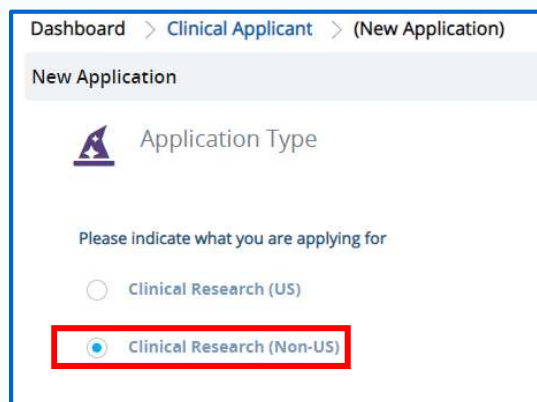 Dashboard > Clinical Applicant > (New Application)
New Application
Application Type
Please indicate what you are applying for
Clinical Research (US)
Clinical Research (Non-US)